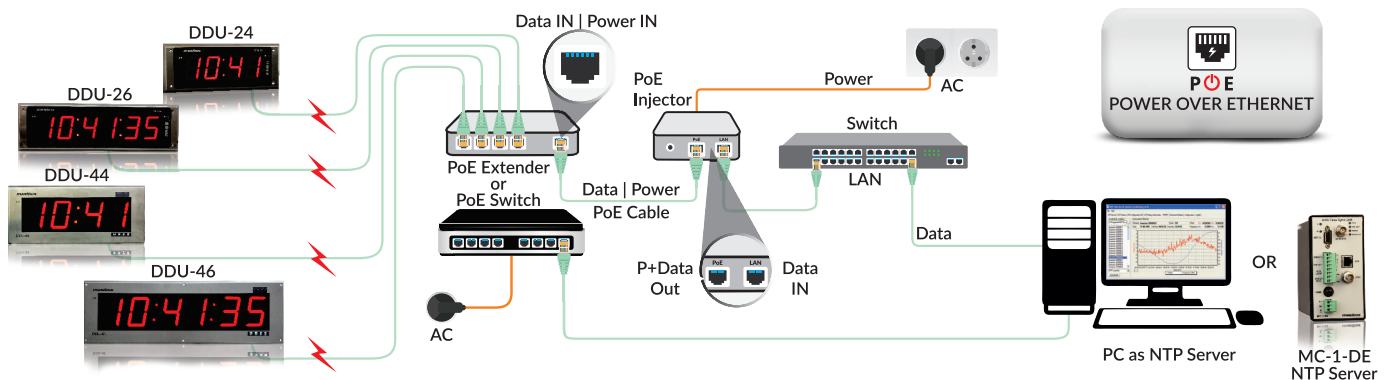 DDU-24
10:41
DDU-26
10:41:35
DDU-44
10:41
DDU-46
10:41:35
Data IN | Power IN
PoE Extender
or
PoE Switch
AC
Data | Power
PoE Cable
PoE
Injector
PoE LAN
Power
AC
Switch
LAN
Data
P+Data
Out
PoE LAN
Data
IN
POE
POWER OVER ETHERNET
PC as NTP Server
OR
MC-1-DE
NTP Server